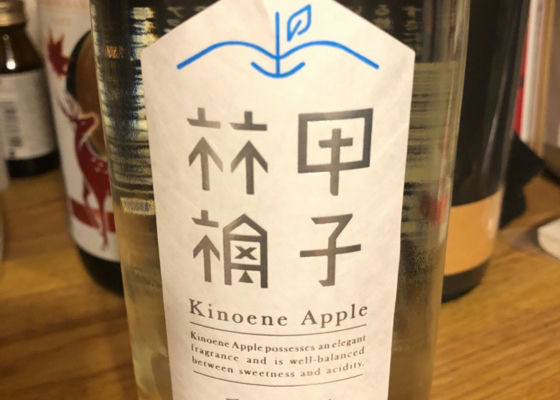 甲子
林檎
Kinoene Apple
Kinoene Apple possesses an elegant
fragrance and is well-balanced
between sweetness and acidity.